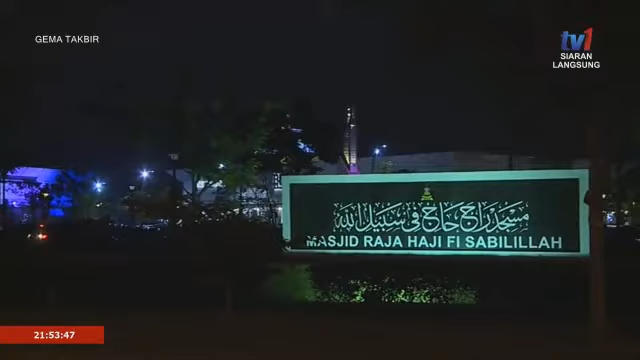 GEMA TAKBIR
tv1
SIARAN
LANGSUNG
مسجد راج حاج في سبيل الله
MASJID RAJA HAJI FI SABILILLAH
21:53:47